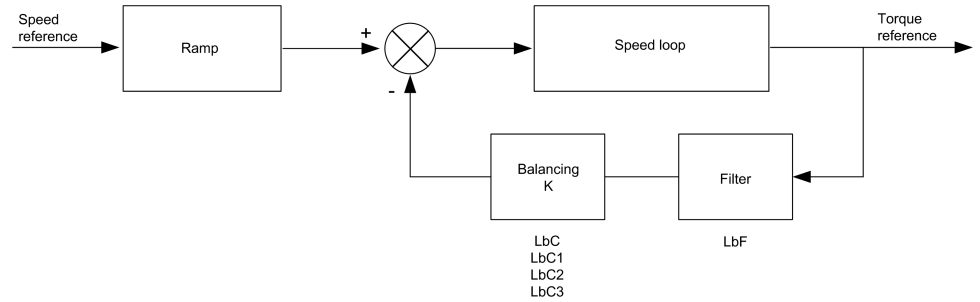 Speed
reference
Ramp
+
-
Speed loop
Torque
reference
Balancing
K
Filter
LbC
LbC1
LbC2
LbC3
LbF